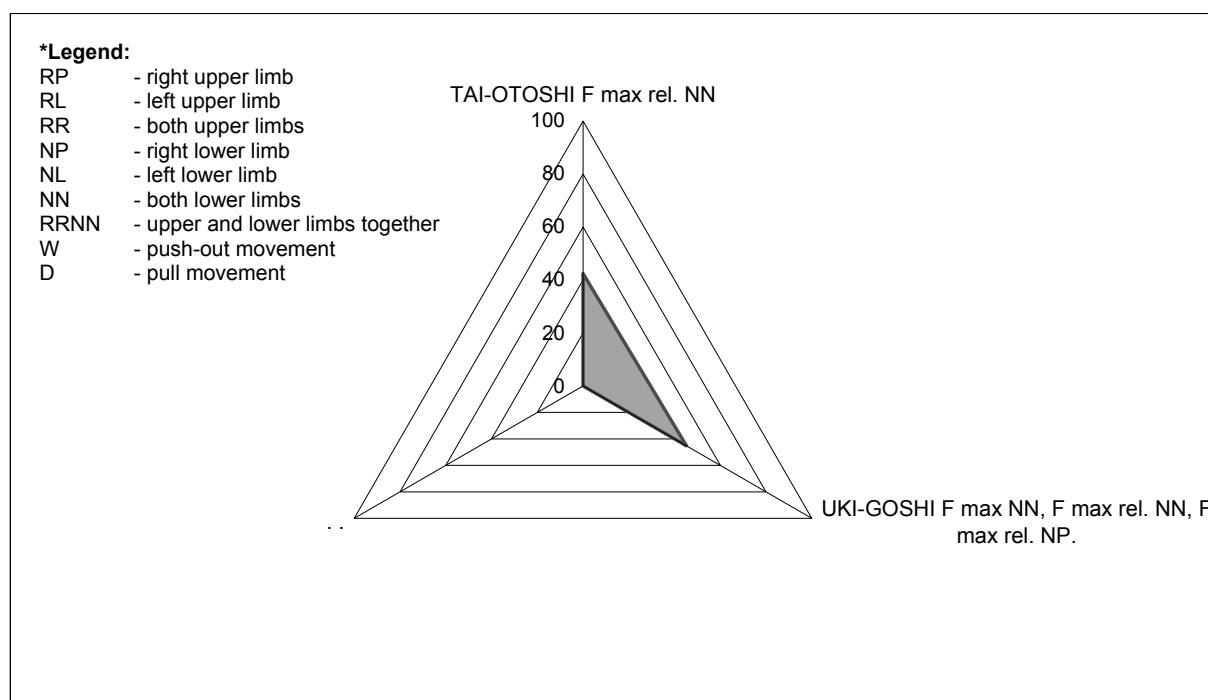 *Legend:
RP - right upper limb
RL - left upper limb
RR - both upper limbs
NP - right lower limb
NL - left lower limb
NN - both lower limbs
RRNN - upper and lower limbs together
W - push-out movement
D - pull movement
TAI-OTOSHI F max rel. NN
100
80
60
40
20
0
. .
UKI-GOSHI F max NN, F max rel. NN, F
max rel. NP.